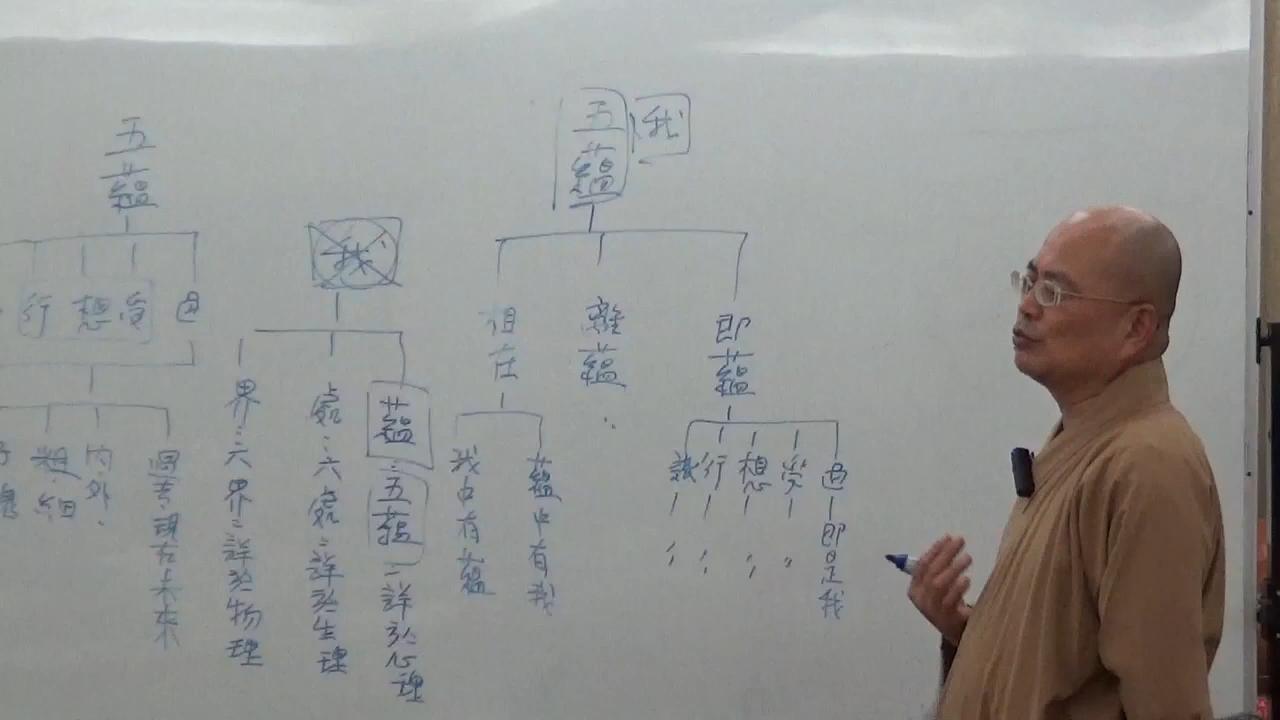 五蘊 我
即蘊
色即是我
受〃
想〃
行〃
識〃
離蘊
相在
蘊中有我
我中有蘊
我
蘊：五蘊＝詳於心理
處：六處＝詳於生理
界：六界＝詳於物理
五蘊
色
受
想
行
過去．現在未來
內．外．
粗．細